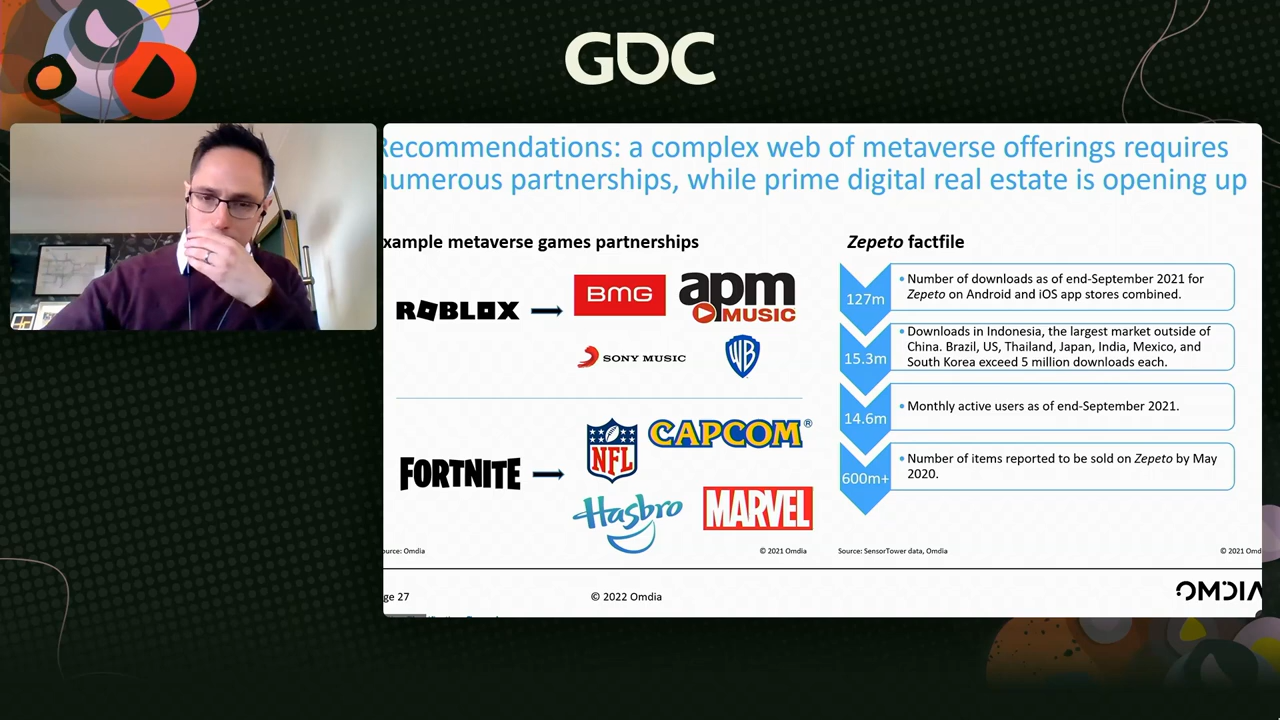 GDC
Recommendations: a complex web of metaverse offerings requires
numerous partnerships, while prime digital real estate is opening up
xample metaverse games partnerships
ROBLOX
BMG
apm
MUSIC
SONY MUSIC
WB
FORTNITE
NFL
CAPCOM®
Hasbro
MARVEL
ource: Omdia
© 2021 Omdia
Zepeto factfile
127m
• Number of downloads as of end-September 2021 for
Zepeto on Android and iOS app stores combined.
15.3m
• Downloads in Indonesia, the largest market outside of
China. Brazil, US, Thailand, Japan, India, Mexico, and
South Korea exceed 5 million downloads each.
14.6m
• Monthly active users as of end-September 2021.
600m+
• Number of items reported to be sold on Zepeto by May
2020.
Source: SensorTower data, Omdia
© 2021 Omd
ge 27
© 2022 Omdia
OMDIA